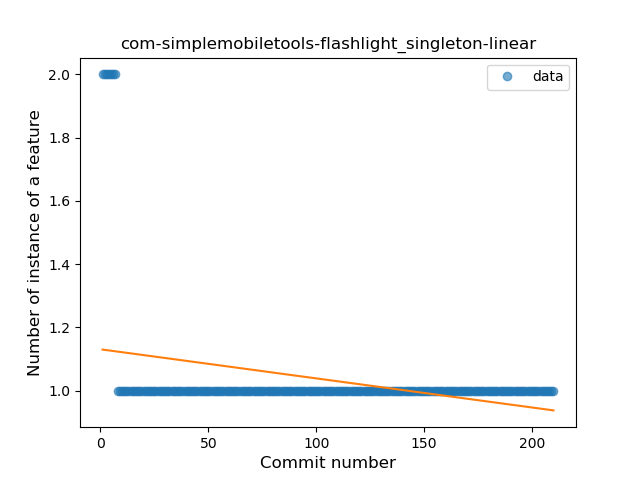 com-simplemobiletools-flashlight_singleton-linear
data
Number of instance of a feature
2.0
1.8
1.6
1.4
1.2
1.0
0
50
100
150
200
Commit number